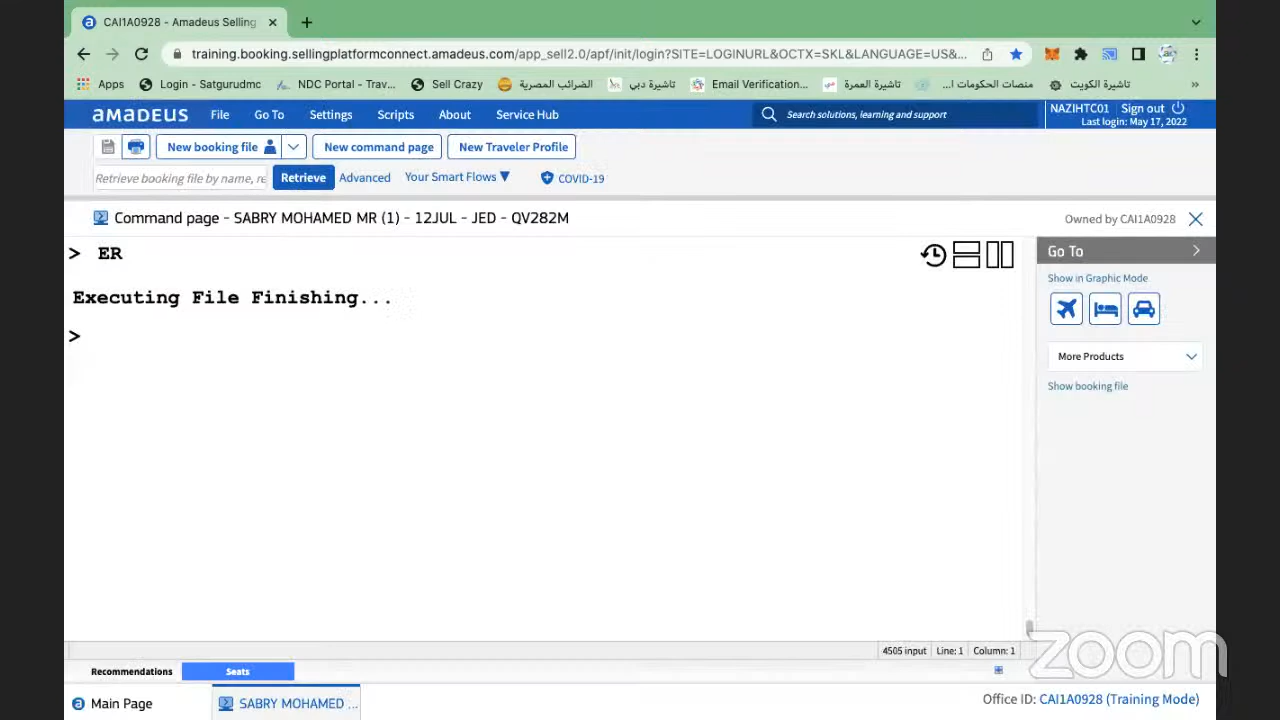 CAI1A0928 - Amadeus Selling
training.booking.sellingplatformconnect.amadeus.com/app_sell2.0/apf/init/login?SITE=LOGINURL&OCTX=SKL&LANGUAGE=US&...
Apps Login - Satgurudmc NDC Portal - Trav... Sell Crazy الضرائب المصرية تاشيرة دبي Email Verification... تاشيرة العمرة منصات الحكومات ا... تاشيرة الكويت »
amadeus File Go To Settings Scripts About Service Hub Search solutions, learning and support NAZIHTC01 Sign out
Last login: May 17, 2022
New booking file New command page New Traveler Profile
Retrieve booking file by name, re Retrieve Advanced Your Smart Flows COVID-19
Command page - SABRY MOHAMED MR (1) - 12JUL - JED - QV282M Owned by CAI1A0928
> ER
Go To
Show in Graphic Mode
Executing File Finishing...
>
More Products
Show booking file
4505 input Line: 1 Column: 1
zoom
Recommendations Seats
Main Page SABRY MOHAMED ... Office ID: CAI1A0928 (Training Mode)